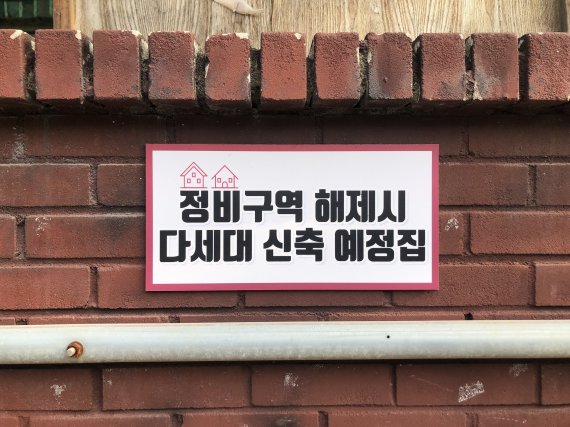 정비구역 해제시
다세대 신축 예정집